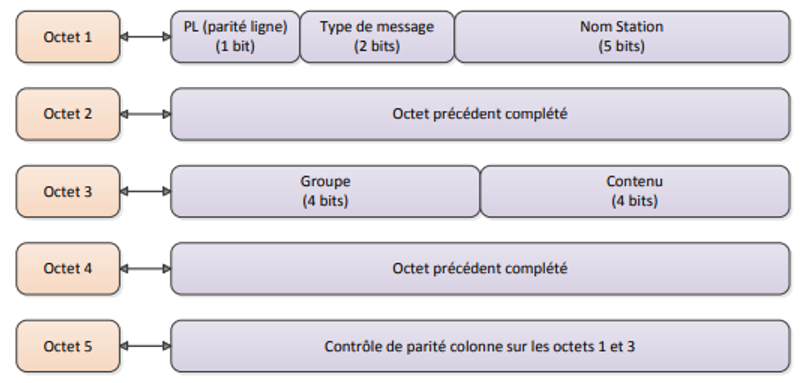 Octet 1
PL (parité ligne)
(1 bit)
Type de message
(2 bits)
Nom Station
(5 bits)
Octet 2
Octet précédent complété
Octet 3
Groupe
(4 bits)
Contenu
(4 bits)
Octet 4
Octet précédent complété
Octet 5
Contrôle de parité colonne sur les octets 1 et 3